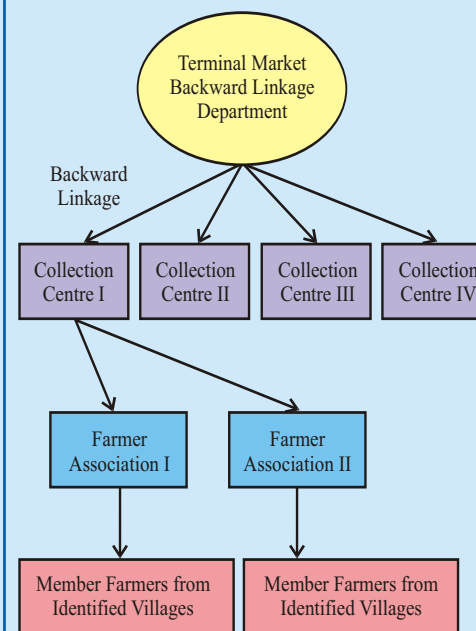 Terminal Market
Backward Linkage
Department
Backward
Linkage
Collection
Centre I
Collection
Centre II
Collection
Centre III
Collection
Centre IV
Farmer
Association I
Farmer
Association II
Member Farmers from
Identified Villages
Member Farmers from
Identified Villages